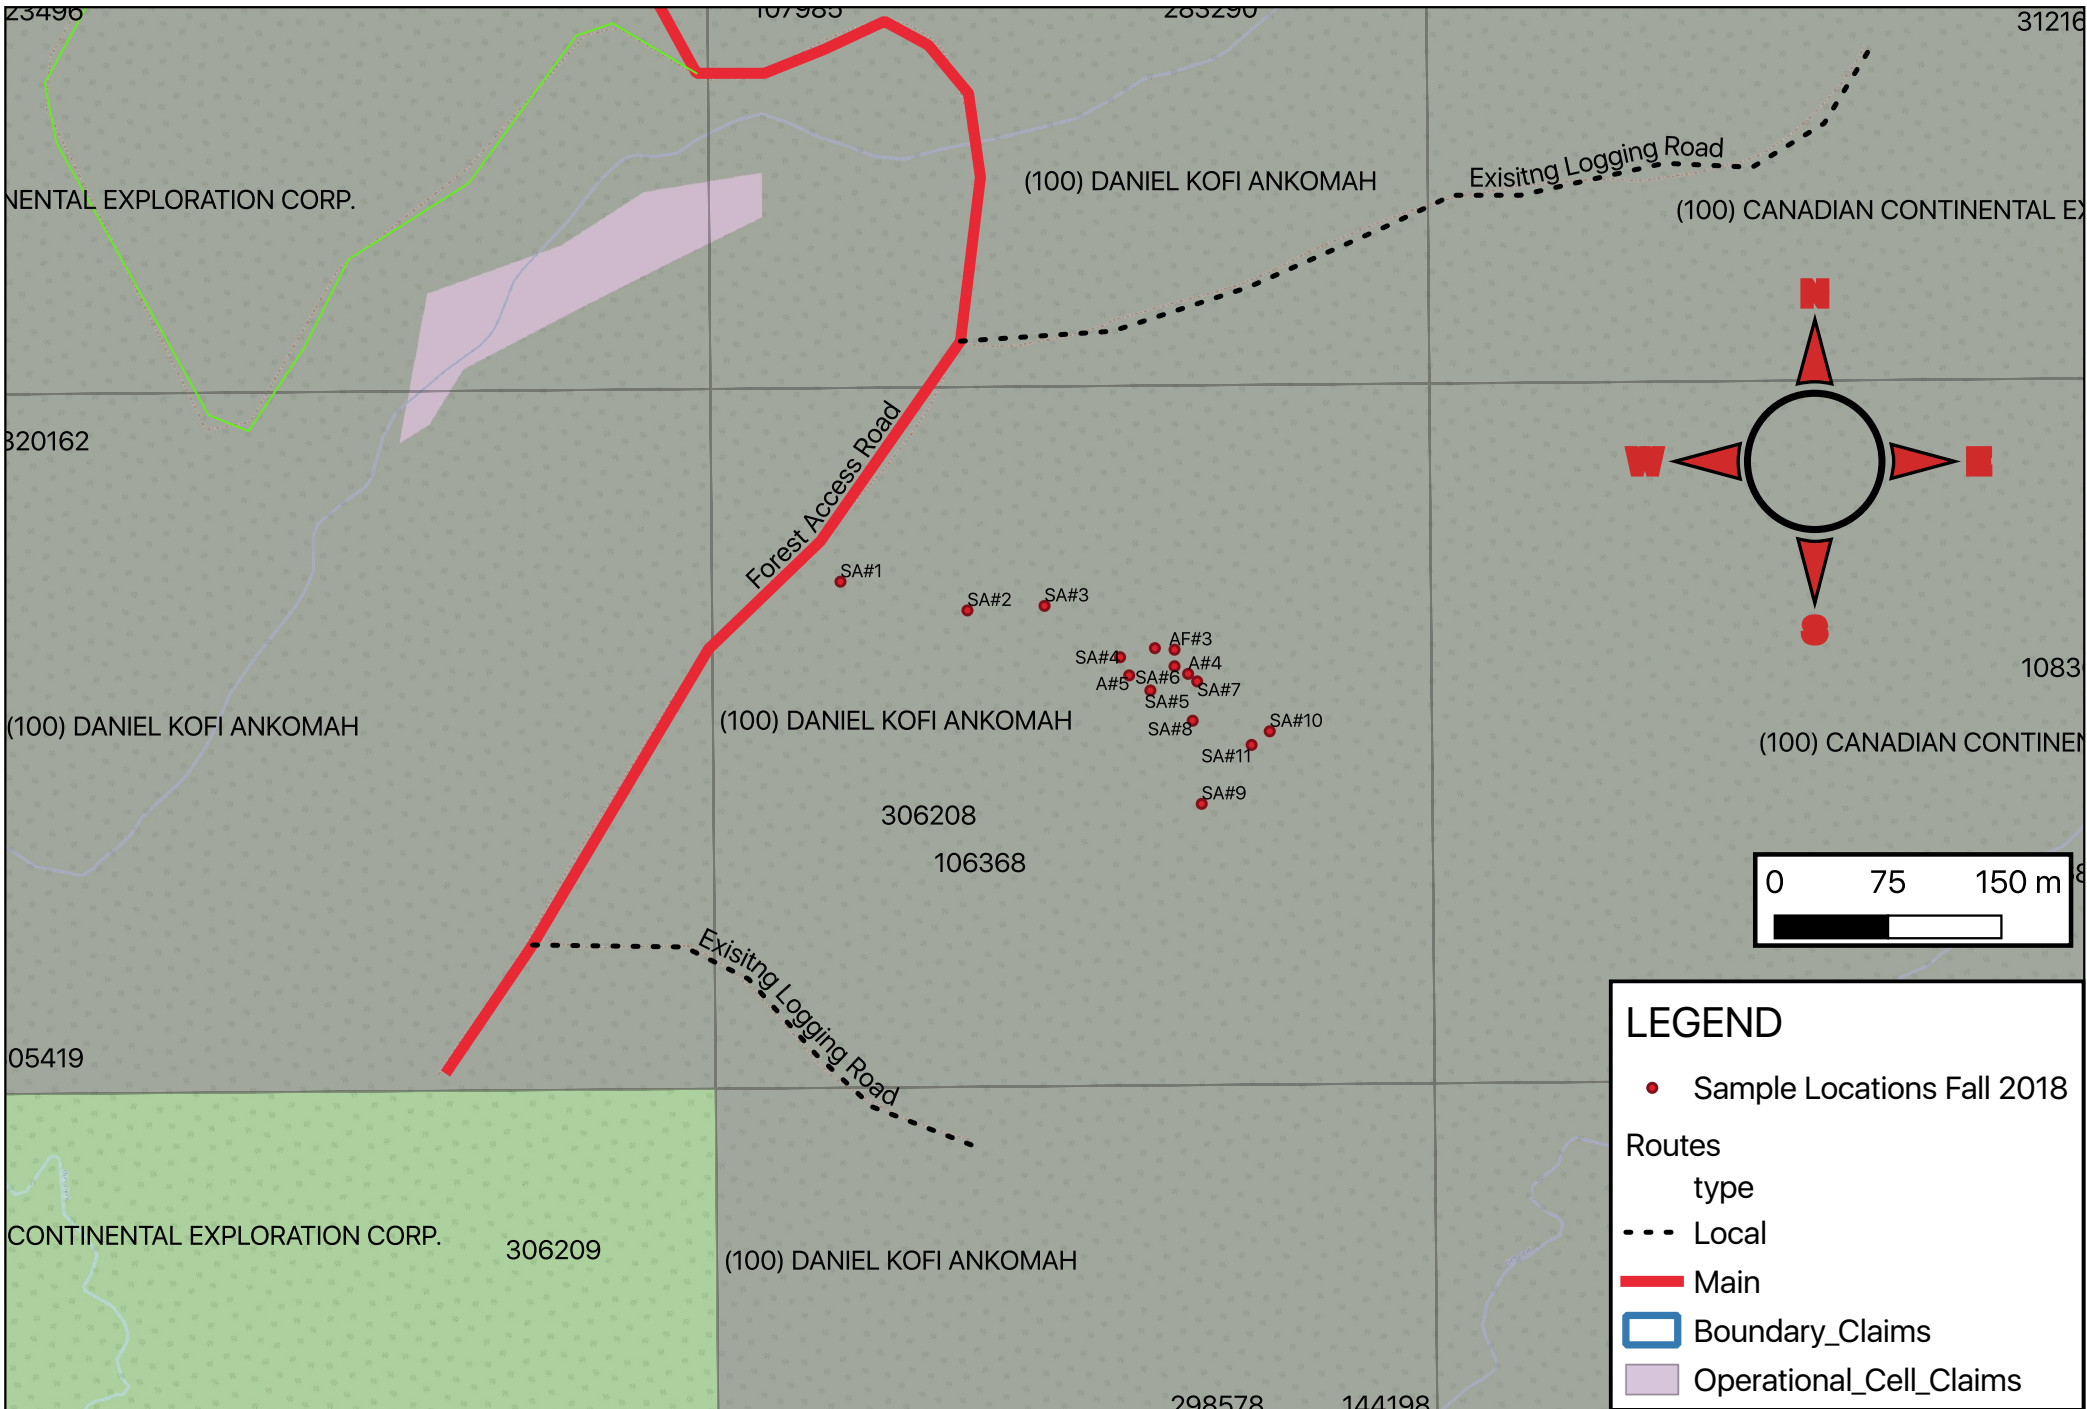 23496
107985
283290
31216
NENTAL EXPLORATION CORP.
(100) DANIEL KOFI ANKOMAH
Exisitng Logging Road
(100) CANADIAN CONTINENTAL EX
N
W
E
S
320162
Forest Access Road
SA#1
SA#2
SA#3
AF#3
SA#4
A#4
A#5
SA#6
SA#7
SA#5
SA#8
SA#10
SA#11
SA#9
1083
(100) DANIEL KOFI ANKOMAH
(100) DANIEL KOFI ANKOMAH
(100) CANADIAN CONTINEN
306208
106368
0 75 150 m
Exisitng Logging Road
05419
CONTINENTAL EXPLORATION CORP.
306209
(100) DANIEL KOFI ANKOMAH
298578
144198
LEGEND
Sample Locations Fall 2018
Routes
type
Local
Main
Boundary_Claims
Operational_Cell_Claims